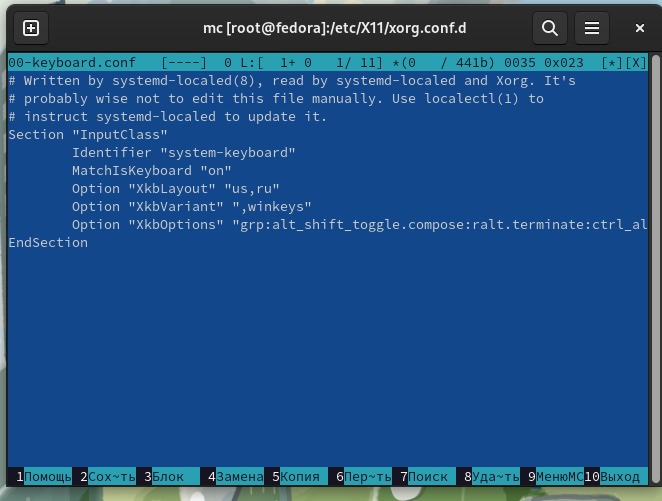 mc [root@fedora]:/etc/X11/xorg.conf.d
00-keyboard.conf [----] 0 L:[ 1+ 0 1/ 11] *(0 / 441b) 0035 0x023 [*][X]
# Written by systemd-localed(8), read by systemd-localed and Xorg. It's
# probably wise not to edit this file manually. Use localectl(1) to
# instruct systemd-localed to update it.
Section "InputClass"
Identifier "system-keyboard"
MatchIsKeyboard "on"
Option "XkbLayout" "us,ru"
Option "XkbVariant" ",winkeys"
Option "XkbOptions" "grp:alt_shift_toggle.compose:ralt.terminate:ctrl_al
EndSection
1Помощь 2Сох~ть 3Блок 4Замена 5Копия 6Пер~ть 7Поиск 8Уда~ть 9МенюMC 10Выход